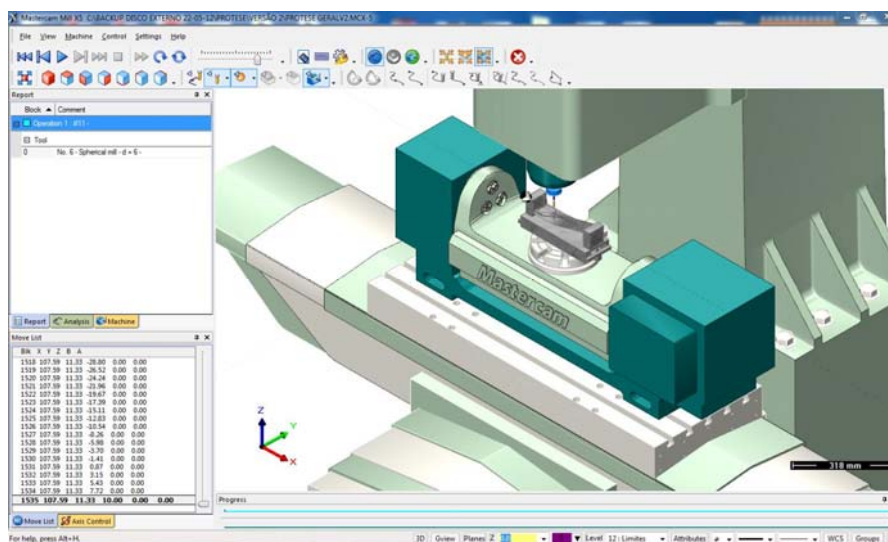 Mastercam Mill X5 C:\BACKUP DISCO EXTERNO 22-05-12\PROTESE\VERSÃO 2\PROTESE GERALV2.MCX-5
File View Machine Control Settings Help
Report
Block Comment
Operation 1 : #11 -
Tool
0 No. 6 - Spherical mill - d = 6 -
Report Analysis Machine
Move List
Blk X Y Z B A
1518 107.59 11.33 -28.80 0.00 0.00
1519 107.59 11.33 -26.52 0.00 0.00
1520 107.59 11.33 -24.24 0.00 0.00
1521 107.59 11.33 -21.96 0.00 0.00
1522 107.59 11.33 -19.67 0.00 0.00
1523 107.59 11.33 -17.39 0.00 0.00
1524 107.59 11.33 -15.11 0.00 0.00
1525 107.59 11.33 -12.83 0.00 0.00
1526 107.59 11.33 -10.54 0.00 0.00
1527 107.59 11.33 -8.26 0.00 0.00
1528 107.59 11.33 -5.98 0.00 0.00
1529 107.59 11.33 -3.70 0.00 0.00
1530 107.59 11.33 -1.41 0.00 0.00
1531 107.59 11.33 0.87 0.00 0.00
1532 107.59 11.33 3.15 0.00 0.00
1533 107.59 11.33 5.43 0.00 0.00
1534 107.59 11.33 7.72 0.00 0.00
1535 107.59 11.33 10.00 0.00 0.00
Move List Axis Control
Mastercam
Z
Y
X
318 mm
Progress
For help, press Alt+H.
3D Gview Planes Z Level 12 : Limites Attributes WCS Groups